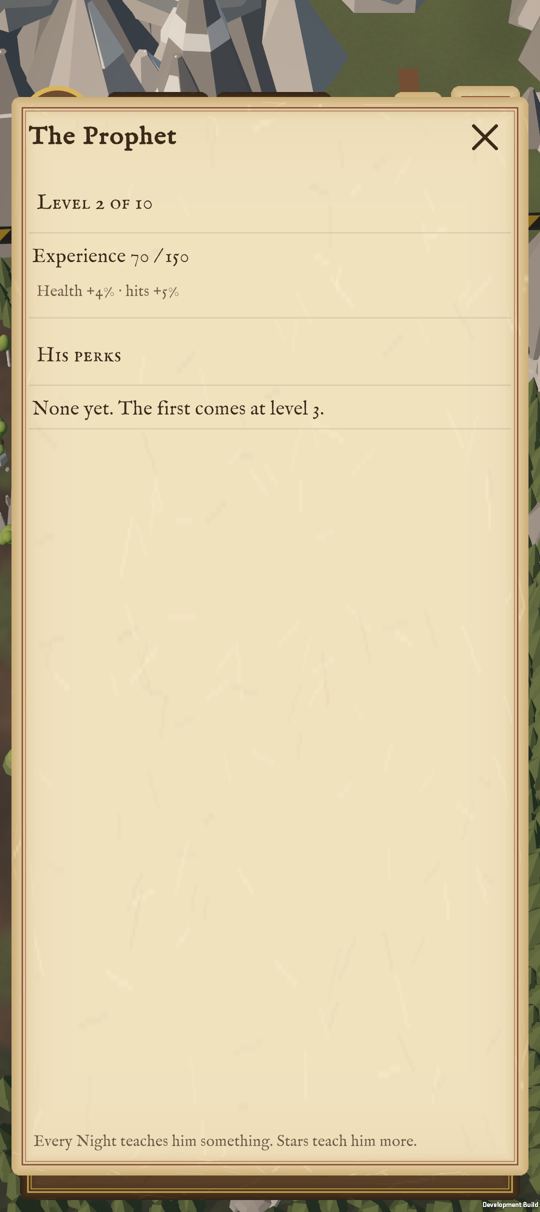 The Prophet
Level 2 of 10
Experience 70 / 150
Health +4% · hits +5%
His perks
None yet. The first comes at level 3.
Every Night teaches him something. Stars teach him more.
Development Build